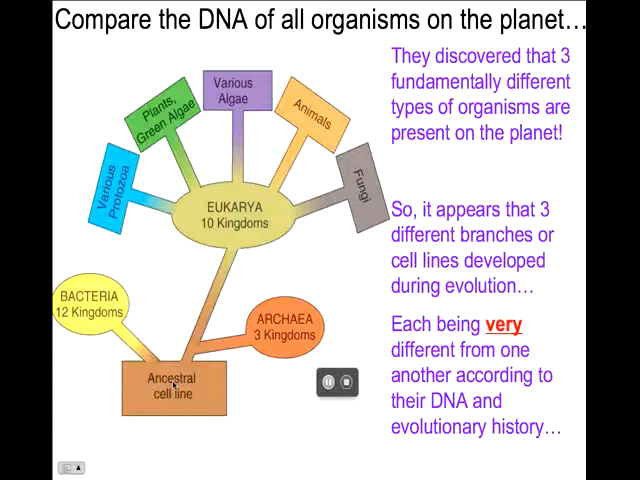 Compare the DNA of all organisms on the planet…
They discovered that 3
fundamentally different
types of organisms are
present on the planet!
Various
Algae
Plants,
Green Algae
Animals
Various
Protozoa
Fungi
EUKARYA
10 Kingdoms
So, it appears that 3
different branches or
cell lines developed
during evolution…
BACTERIA
12 Kingdoms
ARCHAEA
3 Kingdoms
Each being very
different from one
another according to
their DNA and
evolutionary history…
Ancestral
cell line